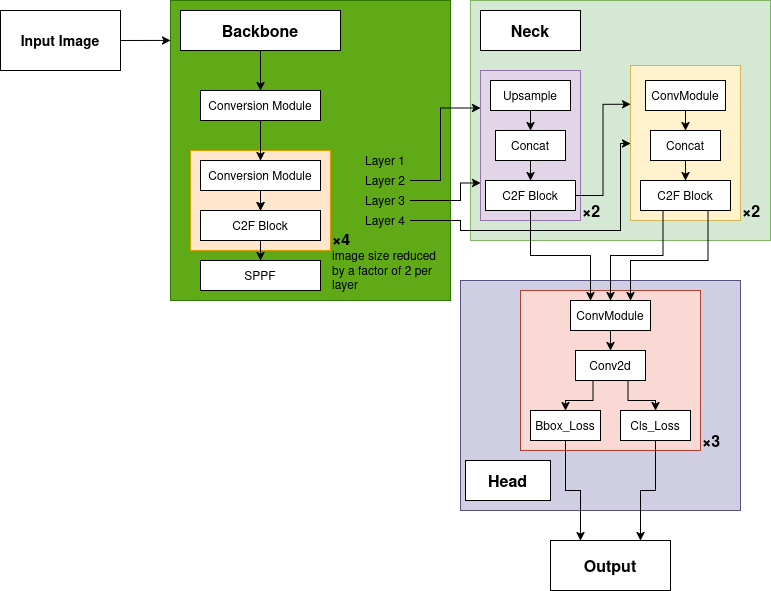 Input Image
Backbone
Conversion Module
Conversion Module
C2F Block
×4
SPPF
image size reduced
by a factor of 2 per
layer
Layer 1
Layer 2
Layer 3
Layer 4
Neck
Upsample
Concat
C2F Block
×2
ConvModule
Concat
C2F Block
×2
ConvModule
Conv2d
Bbox_Loss
Cls_Loss
×3
Head
Output